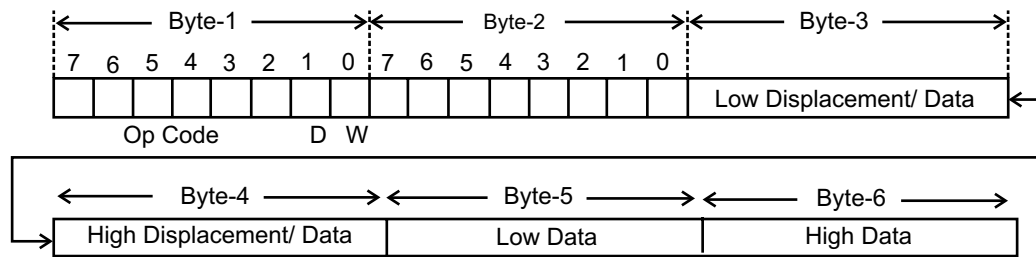 Byte-1 Byte-2 Byte-3
7 6 5 4 3 2 1 0 7 6 5 4 3 2 1 0
Low Displacement/ Data
Op Code D W
Byte-4 Byte-5 Byte-6
High Displacement/ Data Low Data High Data